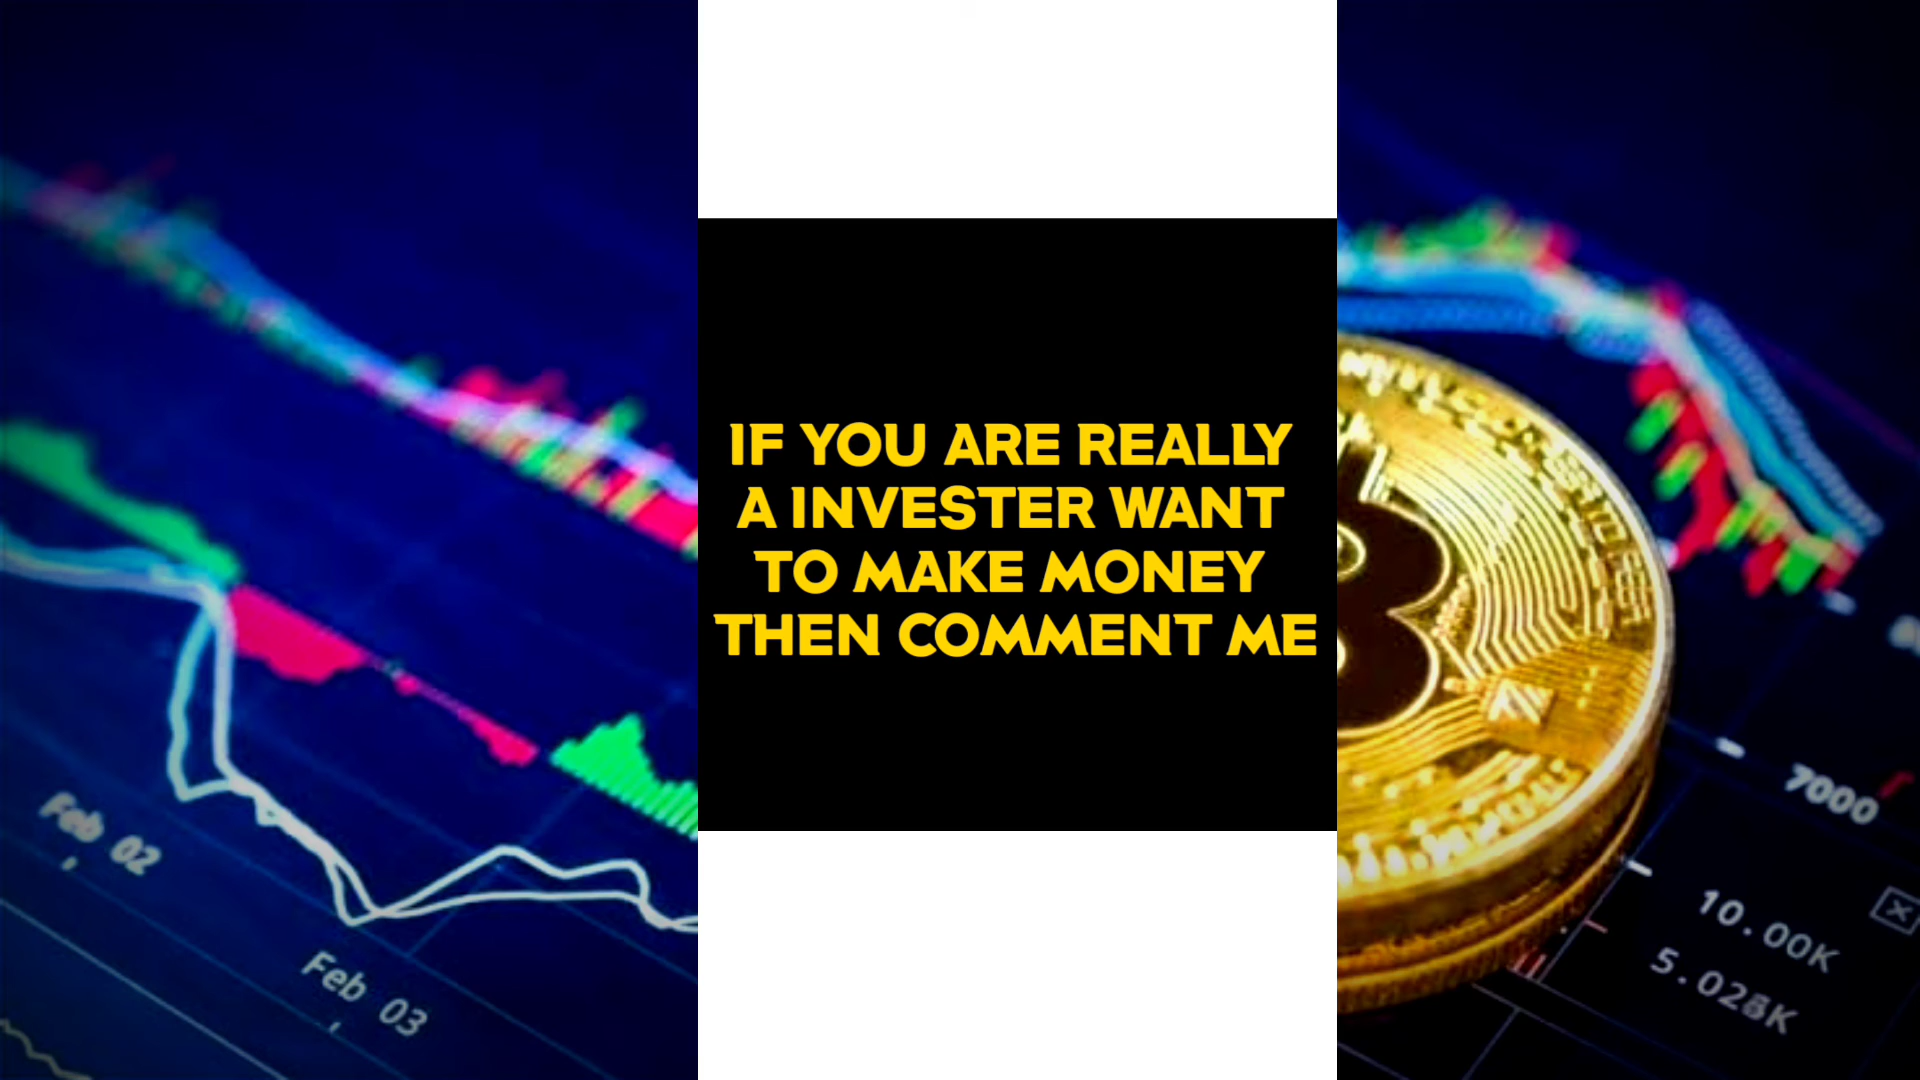 IF YOU ARE REALLY
A INVESTER WANT
TO MAKE MONEY
THEN COMMENT ME
Feb 02
Feb 03
7000
10.00K
5.028K